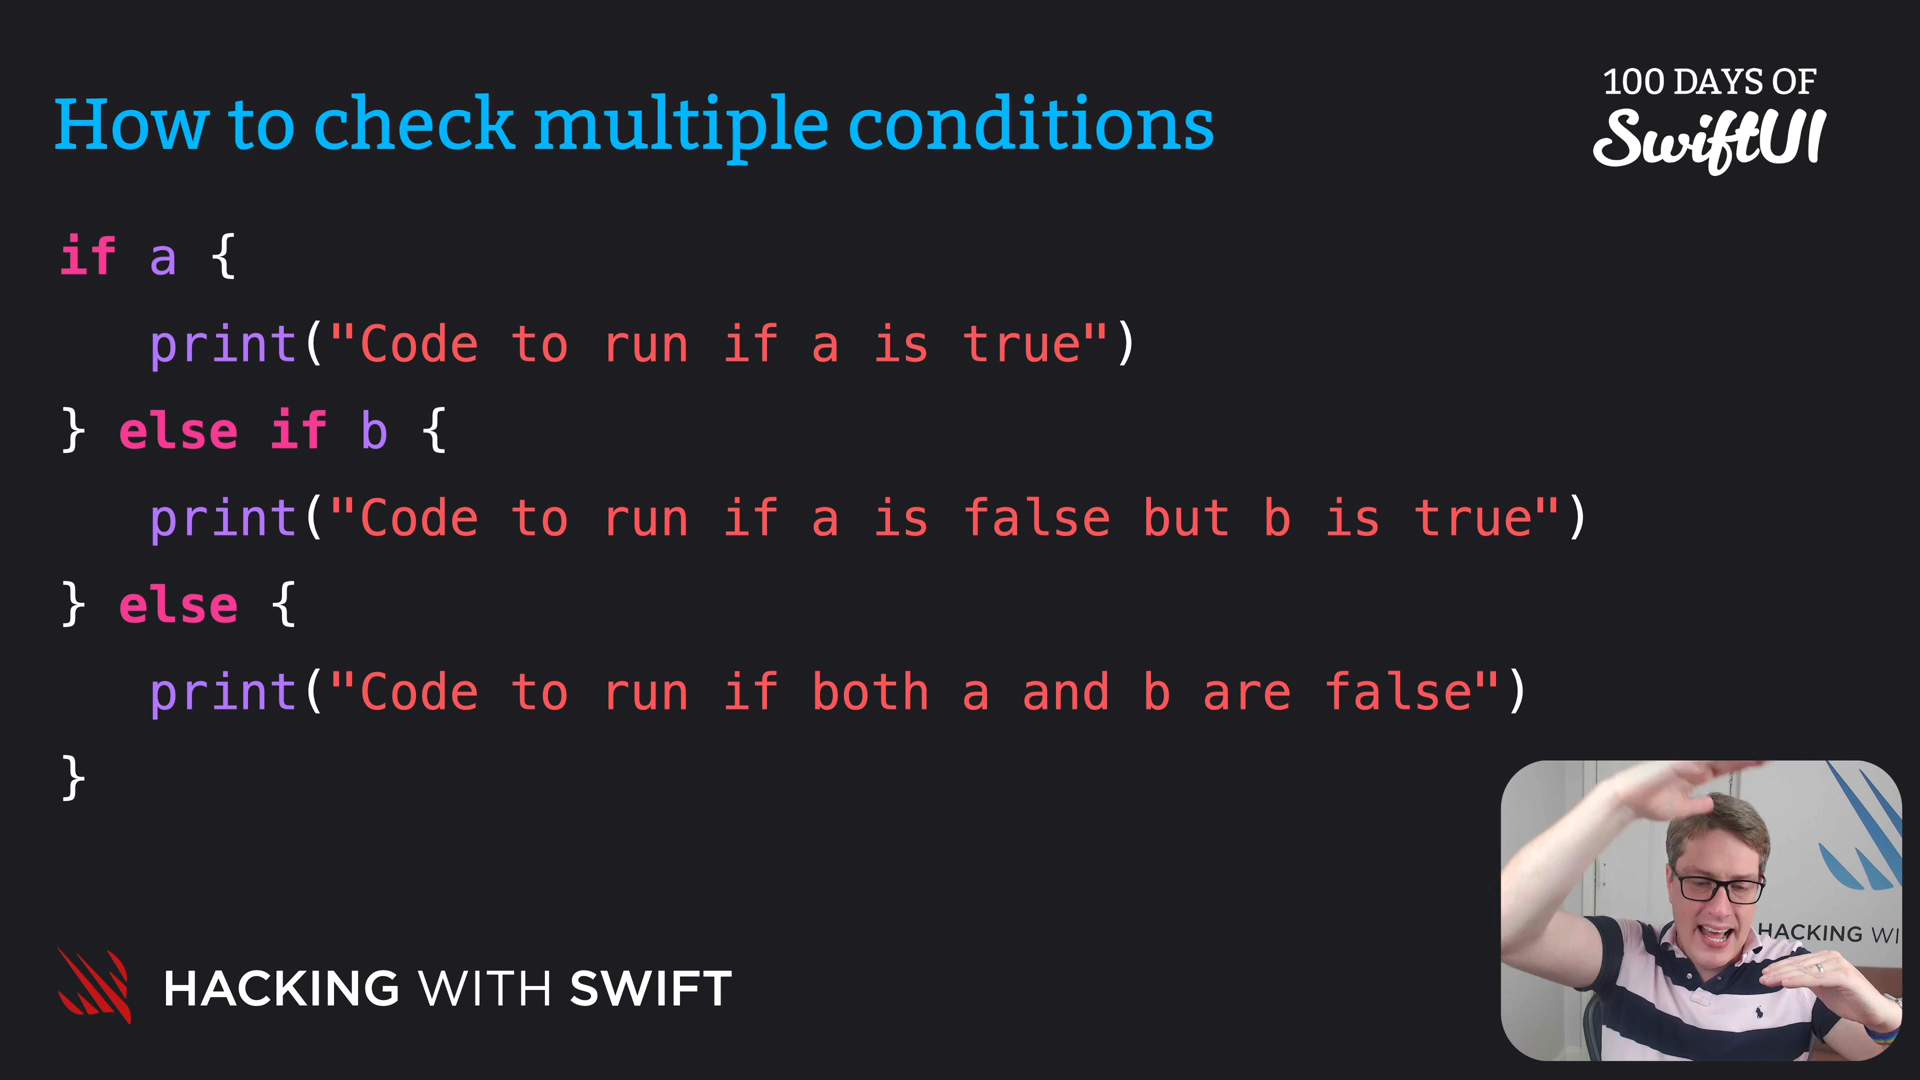 How to check multiple conditions
100 DAYS OF
SwiftUI
if a {
   print("Code to run if a is true")
} else if b {
   print("Code to run if a is false but b is true")
} else {
   print("Code to run if both a and b are false")
}
HACKING WI
HACKING WITH SWIFT